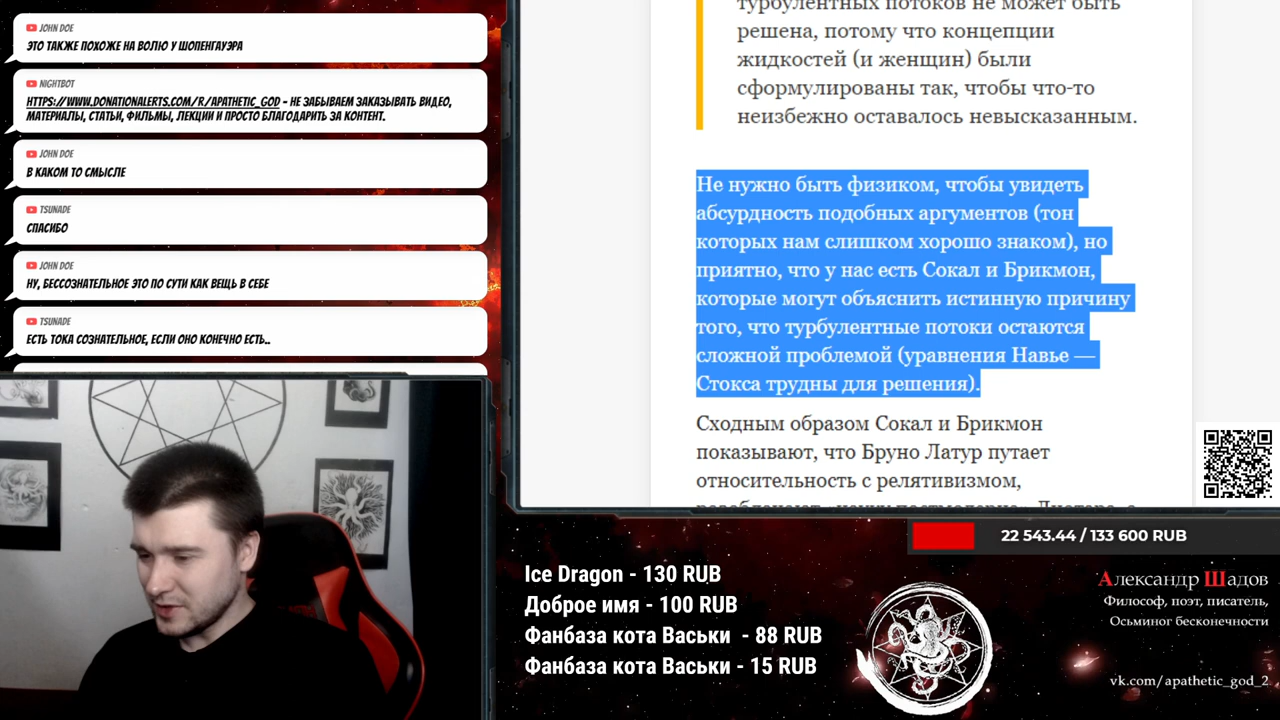 JOHN DOE
ЭТО ТАКЖЕ ПОХОЖЕ НА ВОЛЮ У ШОПЕНГАУЭРА
NIGHTBOT
HTTPS://WWW.DONATIONALERTS.COM/R/APATHETIC_GOD - НЕ ЗАБЫВАЕМ ЗАКАЗЫВАТЬ ВИДЕО,
МАТЕРИАЛЫ, СТАТЬИ, ФИЛЬМЫ, ЛЕКЦИИ И ПРОСТО БЛАГОДАРИТЬ ЗА КОНТЕНТ.
JOHN DOE
В КАКОМ ТО СМЫСЛЕ
TSUNADE
СПАСИБО
JOHN DOE
НУ, БЕССОЗНАТЕЛЬНОЕ ЭТО ПО СУТИ КАК ВЕЩЬ В СЕБЕ
TSUNADE
ЕСТЬ ТОКА СОЗНАТЕЛЬНОЕ, ЕСЛИ ОНО КОНЕЧНО ЕСТЬ..
турбулентных потоков не может быть
решена, потому что концепции
жидкостей (и женщин) были
сформулированы так, чтобы что-то
неизбежно оставалось невысказанным.
Не нужно быть физиком, чтобы увидеть
абсурдность подобных аргументов (тон
которых нам слишком хорошо знаком), но
приятно, что у нас есть Сокал и Брикмон,
которые могут объяснить истинную причину
того, что турбулентные потоки остаются
сложной проблемой (уравнения Навье —
Стокса трудны для решения).
Сходным образом Сокал и Брикмон
показывают, что Бруно Латур путает
относительность с релятивизмом,
22 543.44 / 133 600 RUB
Ice Dragon - 130 RUB
Доброе имя - 100 RUB
Фанбаза кота Васьки - 88 RUB
Фанбаза кота Васьки - 15 RUB
Александр Шадов
Философ, поэт, писатель,
Осьминог бесконечности
vk.com/apathetic_god_2